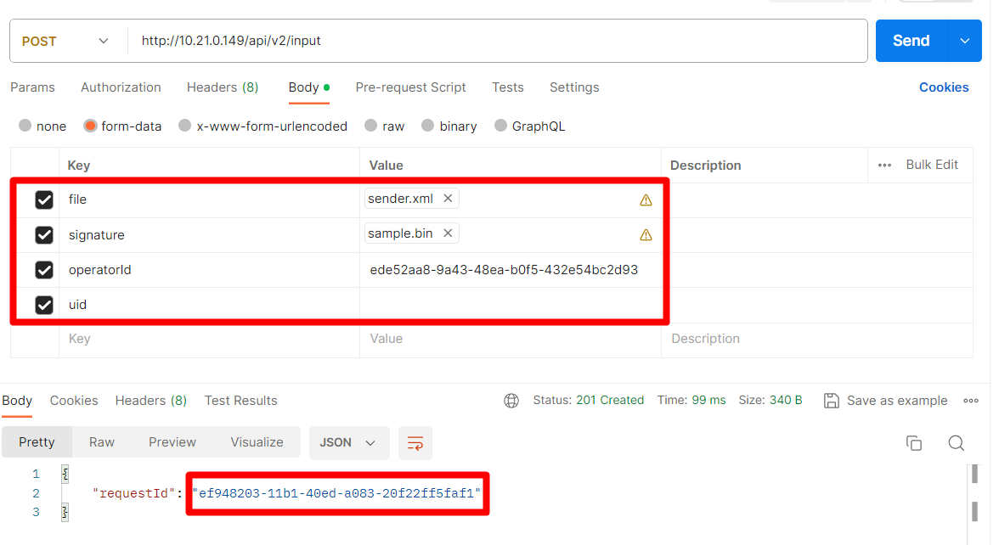 POST http://10.21.0.149/api/v2/input Send
Params Authorization Headers (8) Body Pre-request Script Tests Settings Cookies
none form-data x-www-form-urlencoded raw binary GraphQL
Key Value Description Bulk Edit
file sender.xml
signature sample.bin
operatorId ede52aa8-9a43-48ea-b0f5-432e54bc2d93
uid
Key Value Description
Body Cookies Headers (8) Test Results Status: 201 Created Time: 99 ms Size: 340 B Save as example
Pretty Raw Preview Visualize JSON
1 {
2 "requestId": "ef948203-11b1-40ed-a083-20f22ff5faf1"
3 }